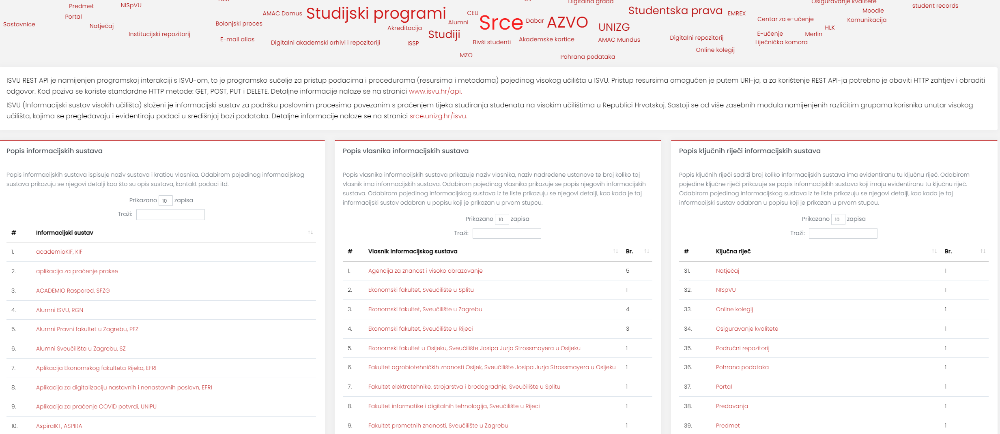 Predmet
NISpVU
Digitalna građa
Osiguravanje kvalitete
student records
Portal
AMAC Domus
Studijski programi
CEU
Studentska prava
EMREX
Moodle
Sastavnice
Natječaj
Bolonjski proces
Alumni
Srce
Dabar
AZVO
Centar za e-učenje
Komunikacija
Institucijski repozitorij
Akreditacija
Studiji
UNIZG
HLK
E-mail alias
Digitalni akademski arhivi i repozitoriji
ISSP
Bivši studenti
Akademske kartice
AMAC Mundus
Digitalni repozitorij
E-učenje
Merlin
Liječnička komora
MZO
Pohrana podataka
Online kolegij
ISVU REST API je namijenjen programskoj interakciji s ISVU-om, to je programsko sučelje za pristup podacima i procedurama (resursima i metodama) pojedinog visokog učilišta u ISVU. Pristup resursima omogućen je putem URI-ja, a za korištenje REST API-ja potrebno je obaviti HTTP zahtjev i obraditi
odgovor. Kod poziva se koriste standardne HTTP metode: GET, POST, PUT i DELETE. Detaljne informacije nalaze se na stranici www.isvu.hr/api.
ISVU (Informacijski sustav visokih učilišta) složeni je informacijski sustav za podršku poslovnim procesima povezanim s praćenjem tijeka studiranja studenata na visokim učilištima u Republici Hrvatskoj. Sastoji se od više zasebnih modula namijenjenih različitim grupama korisnika unutar visokog
učilišta, kojima se pregledavaju i evidentiraju podaci u središnjoj bazi podataka. Detaljne informacije nalaze se na stranici srce.unizg.hr/isvu.
Popis informacijskih sustava
Popis informacijskih sustava ispisuje naziv sustava i kraticu vlasnika. Odabirom pojedinog informacijskog
sustava prikazuju se njegovi detalji kao što su opis sustava, kontakt podaci itd.
Prikazano 10 zapisa
Traži:
# Informacijski sustav ↑↓
1. academioKIF, KIF
2. aplikacija za praćenje prakse
3. ACADEMIO Raspored, SFZG
4. Alumni ISVU, RGN
5. Alumni Pravni fakultet u Zagrebu, PFZ
6. Alumni Sveučilišta u Zagrebu, SZ
7. Aplikacija Ekonomskog fakulteta Rijeka, EFRI
8. Aplikacija za digitalizaciju nastavnih i nenastavnih poslovn, EFRI
9. Aplikacija za praćenje COVID potvrdi, UNIPU
10. AspiraIKT, ASPIRA
Popis vlasnika informacijskih sustava
Popis vlasnika informacijskih sustava prikazuje naziv vlasnika, naziv nadređene ustanove te broj koliko taj
vlasnik ima informacijskih sustava. Odabirom pojedinog vlasnika prikazuje se popis njegovih informacijskih
sustava. Odabirom pojedinog informacijskog sustava iz te liste prikazuju se njegovi detalji, kao kada je taj
informacijski sustav odabran u popisu koji je prikazan u prvom stupcu.
Prikazano 10 zapisa
Traži:
# Vlasnik informacijskog sustava ↑↓ Br. ↑↓
1. Agencija za znanost i visoko obrazovanje 5
2. Ekonomski fakultet, Sveučilište u Splitu 1
3. Ekonomski fakultet, Sveučilište u Zagrebu 4
4. Ekonomski fakultet, Sveučilište u Rijeci 3
5. Ekonomski fakultet u Osijeku, Sveučilište Josipa Jurja Strossmayera u Osijeku 1
6. Fakultet agrobiotehničkih znanosti Osijek, Sveučilište Josipa Jurja Strossmayera u Osijeku 1
7. Fakultet elektrotehnike, strojarstva i brodogradnje, Sveučilište u Splitu 1
8. Fakultet informatike i digitalnih tehnologija, Sveučilište u Rijeci 1
9. Fakultet prometnih znanosti, Sveučilište u Zagrebu 1
Popis ključnih riječi informacijskih sustava
Popis ključnih riječi sadrži broj koliko informacijskih sustava ima evidentiranu tu ključnu riječ. Odabirom
pojedine ključne riječi prikazuje se popis informacijskih sustava koji imaju evidentiranu tu ključnu riječ.
Odabirom pojedinog informacijskog sustava iz te liste prikazuju se njegovi detalji, kao kada je taj
informacijski sustav odabran u popisu koji je prikazan u prvom stupcu.
Prikazano 10 zapisa
Traži:
# Ključna riječ ↑↓ Br. ↑↓
31. Natječaj 1
32. NISpVU 1
33. Online kolegij 1
34. Osiguravanje kvalitete 1
35. Područni repozitorij 1
36. Pohrana podataka 1
37. Portal 1
38. Predavanja 1
39. Predmet 1